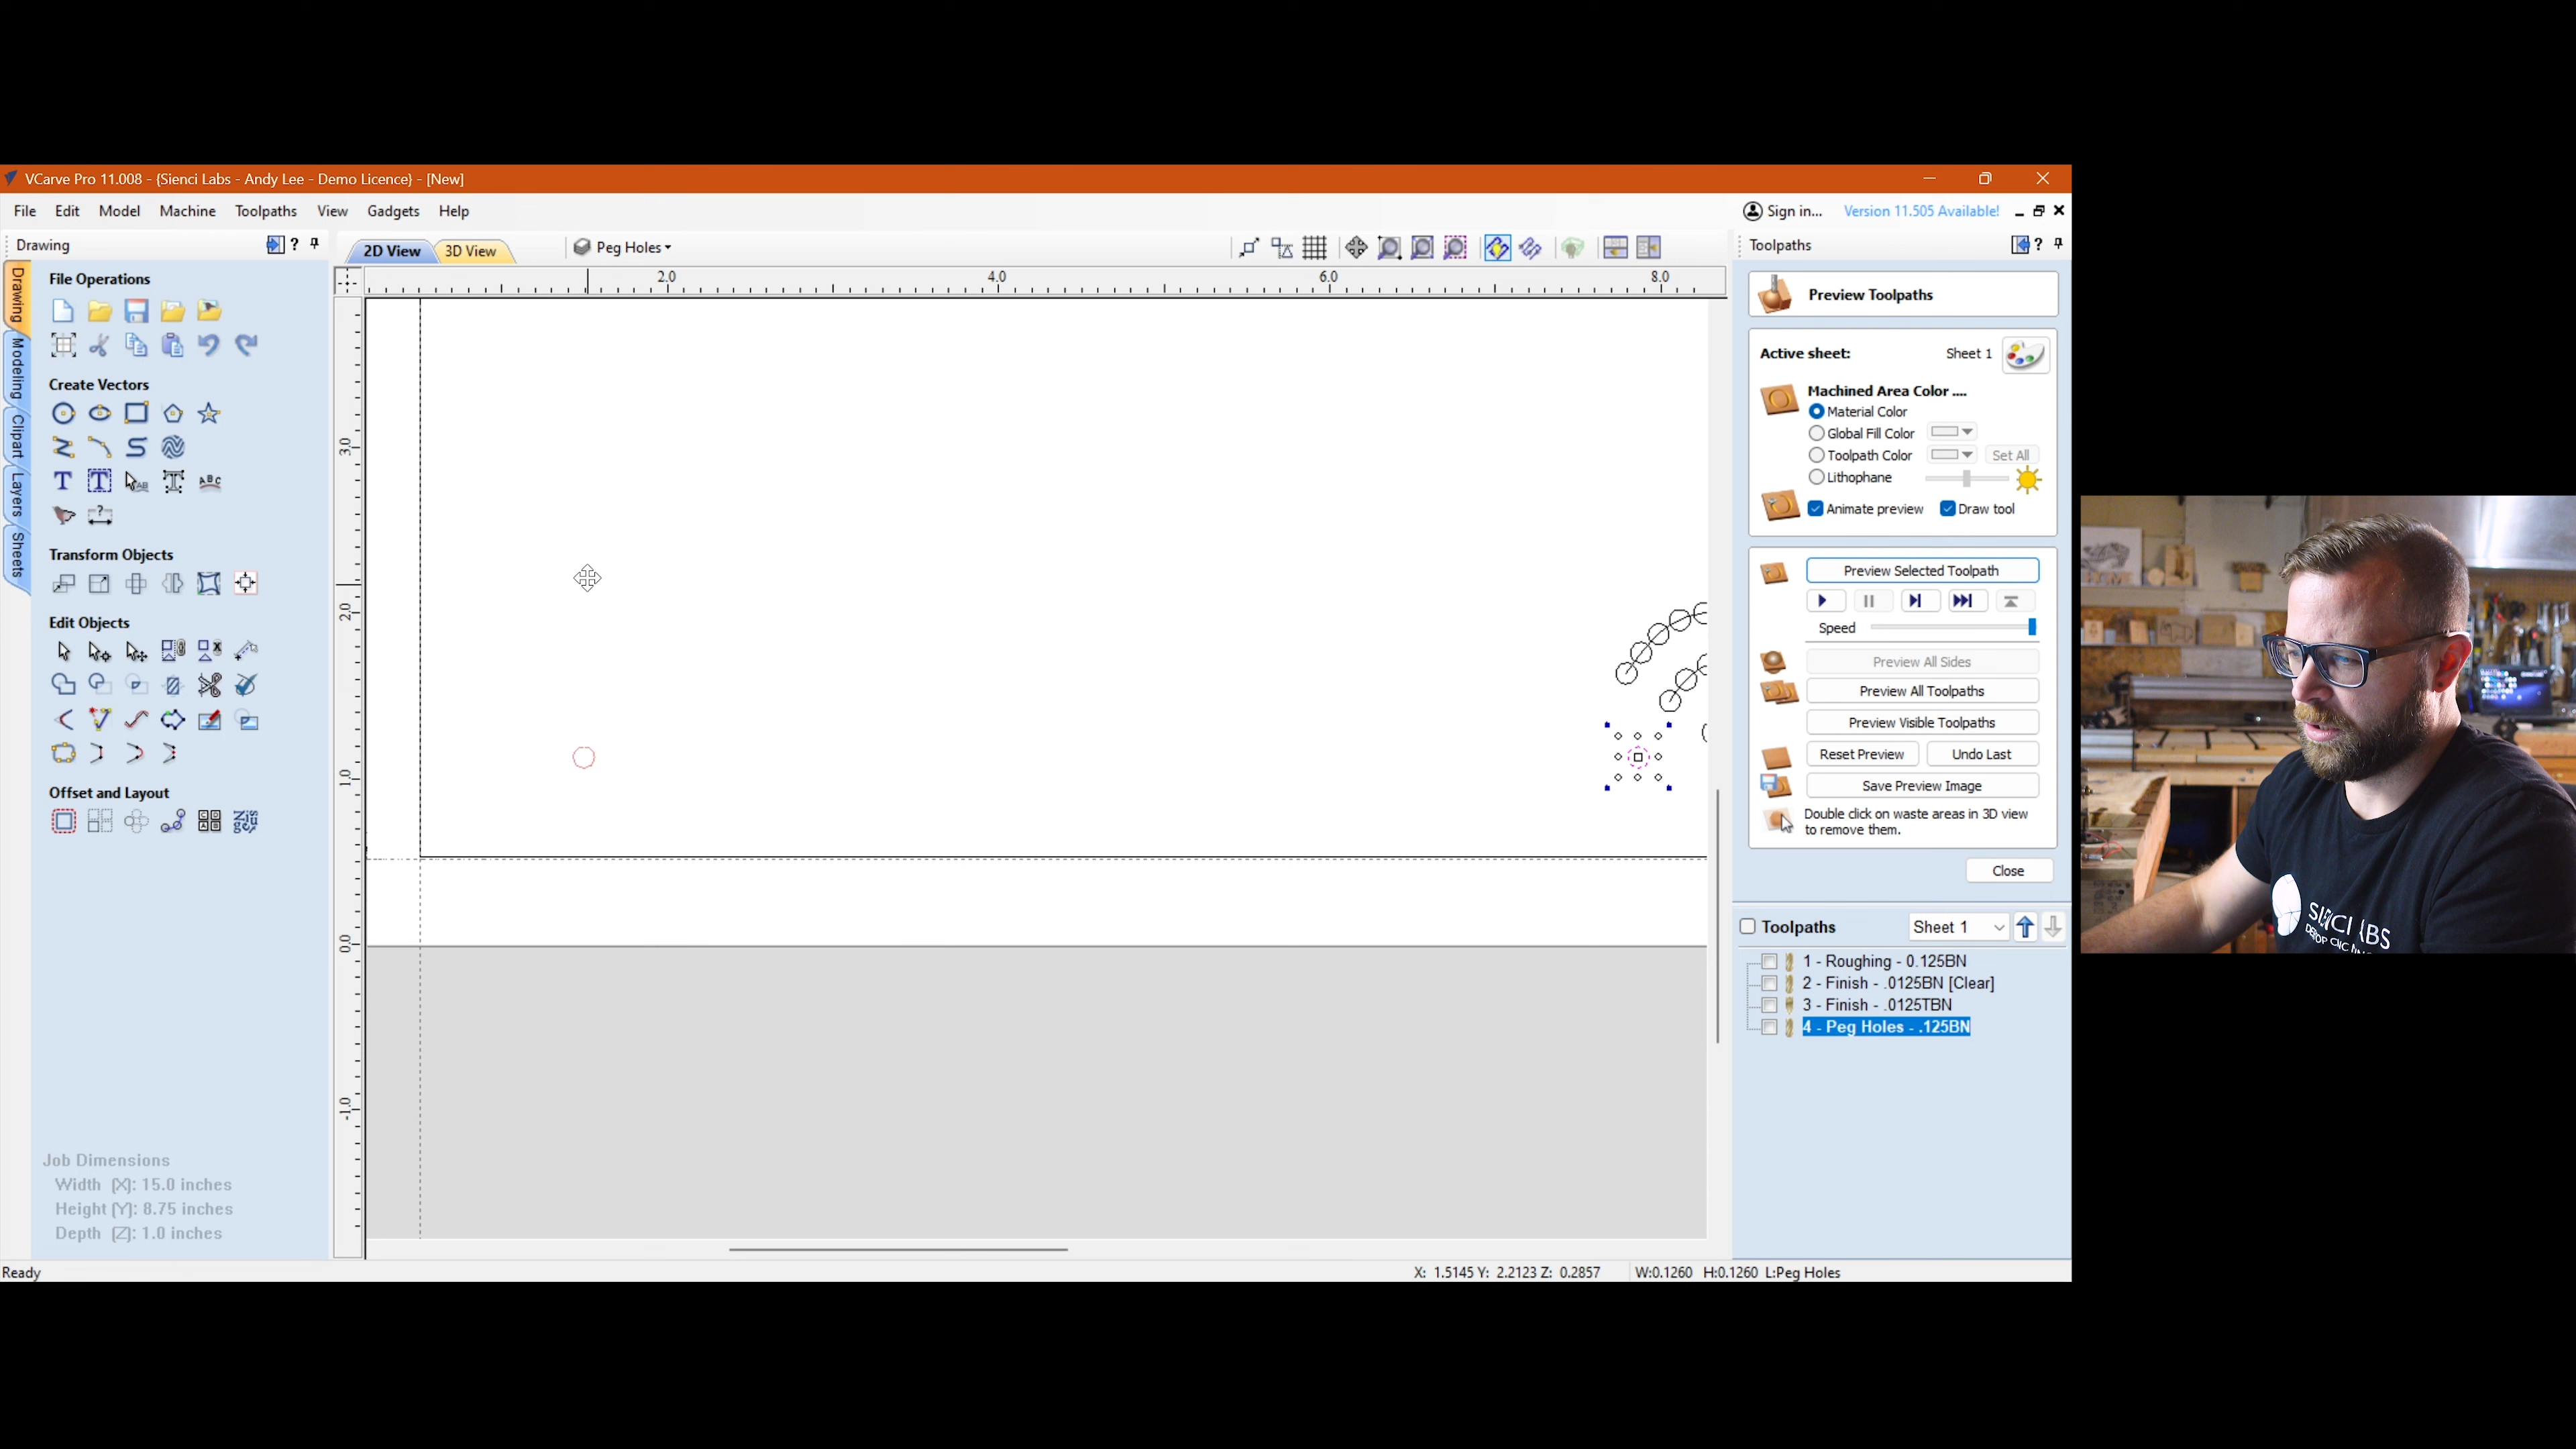 VCarve Pro 11.008 - {Sienci Labs - Andy Lee - Demo Licence} - [New]
File Edit Model Machine Toolpaths View Gadgets Help
Sign in... Version 11.505 Available!
Drawing
2D View 3D View Peg Holes
Toolpaths
Drawing
Modeling
Clipart
Layers
Sheets
File Operations
Create Vectors
Transform Objects
Edit Objects
Offset and Layout
Job Dimensions
Width (X): 15.0 inches
Height (Y): 8.75 inches
Depth (Z): 1.0 inches
2.0 4.0 6.0 8.0
3.0
2.0
1.0
0.0
-1.0
Preview Toolpaths
Active sheet: Sheet 1
Machined Area Color ....
Material Color
Global Fill Color
Toolpath Color Set All
Lithophane
Animate preview Draw tool
Preview Selected Toolpath
Speed
Preview All Sides
Preview All Toolpaths
Preview Visible Toolpaths
Reset Preview Undo Last
Save Preview Image
Double click on waste areas in 3D view
to remove them.
Close
Toolpaths Sheet 1
1 - Roughing - 0.125BN
2 - Finish - .0125BN [Clear]
3 - Finish - .0125TBN
4 - Peg Holes - .125BN
Ready
X: 1.5145 Y: 2.2123 Z: 0.2857 W:0.1260 H:0.1260 L:Peg Holes